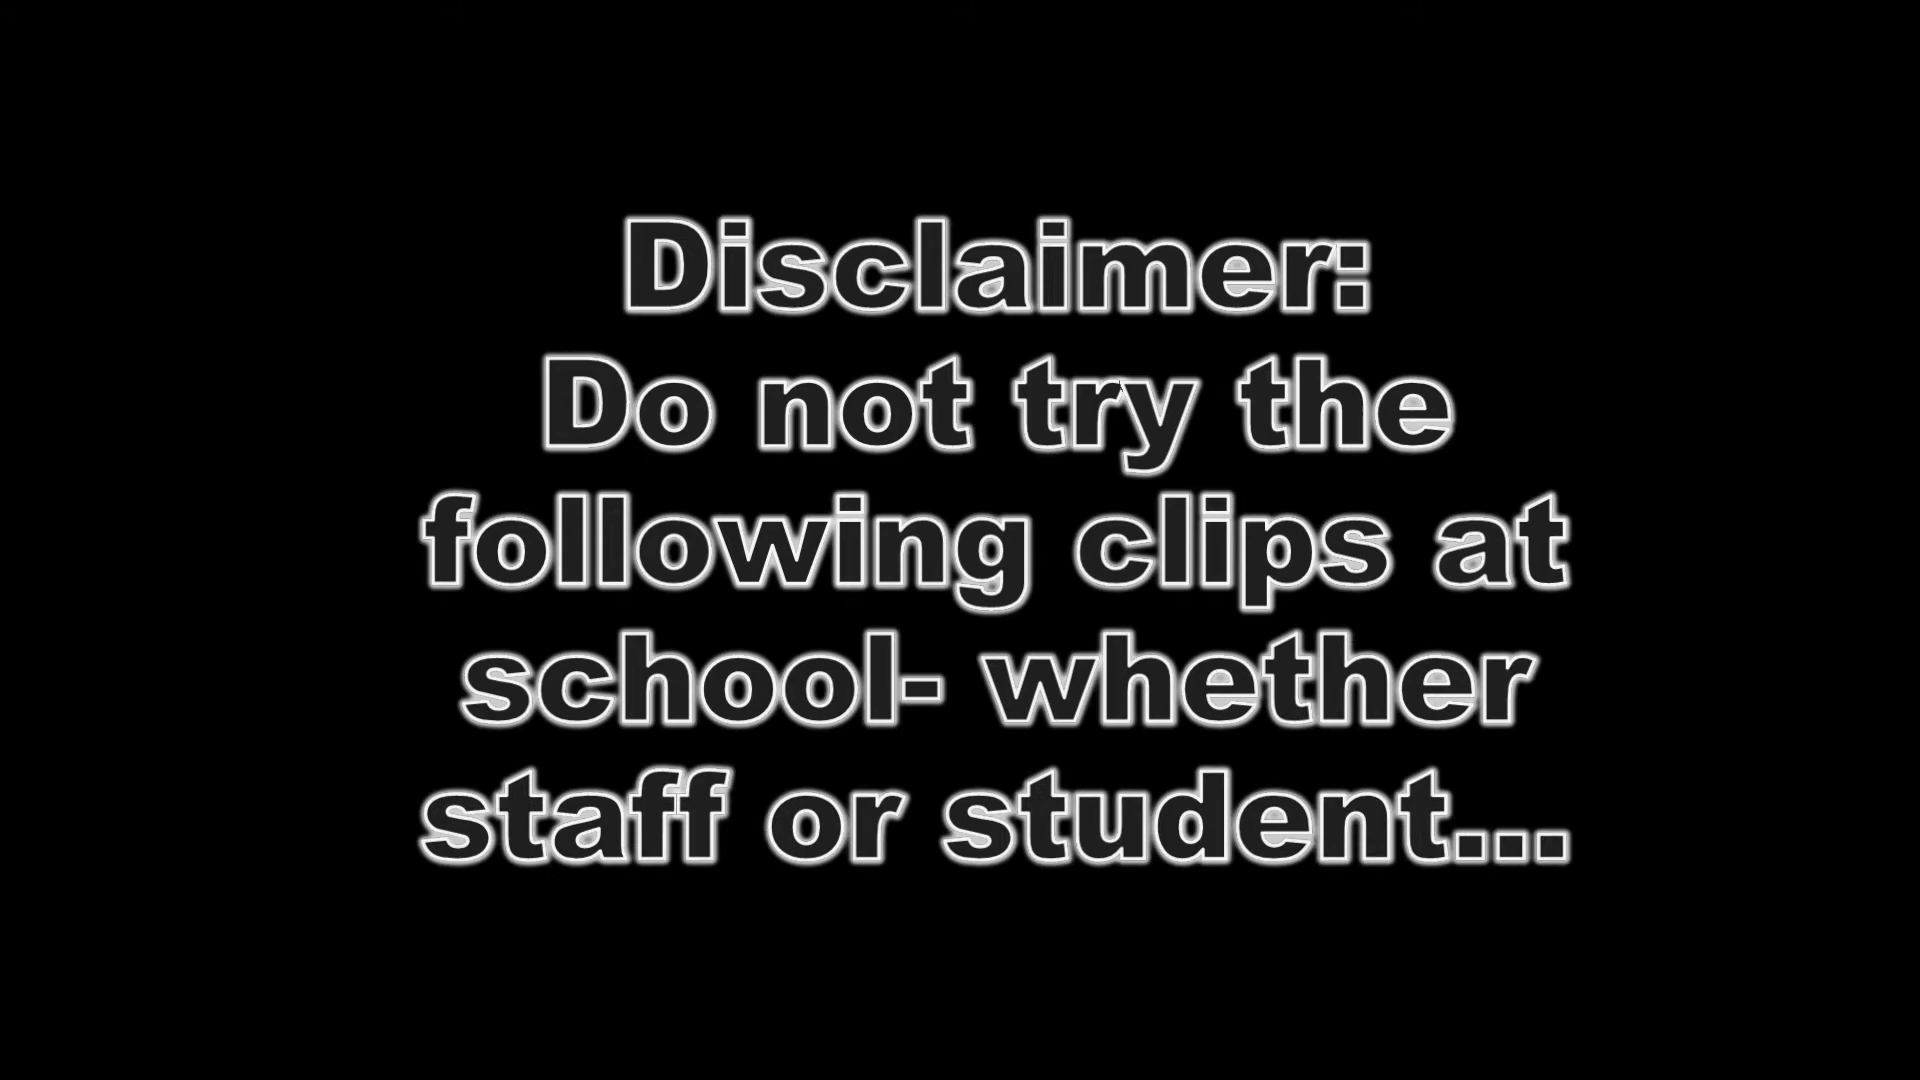 Disclaimer:
Do not try the
following clips at
school- whether
staff or student...